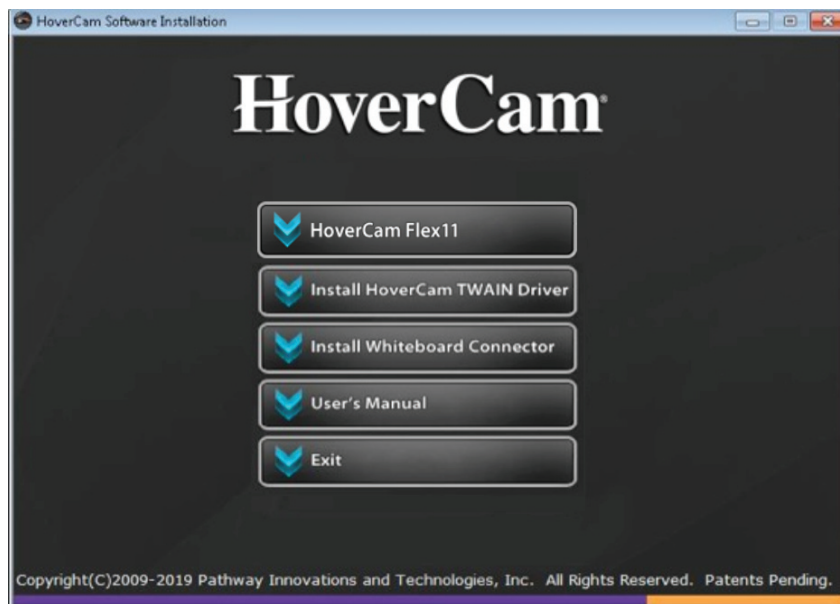 HoverCam Software Installation
HoverCam®
HoverCam Flex11
Install HoverCam TWAIN Driver
Install Whiteboard Connector
User's Manual
Exit
Copyright(C)2009-2019 Pathway Innovations and Technologies, Inc. All Rights Reserved. Patents Pending.